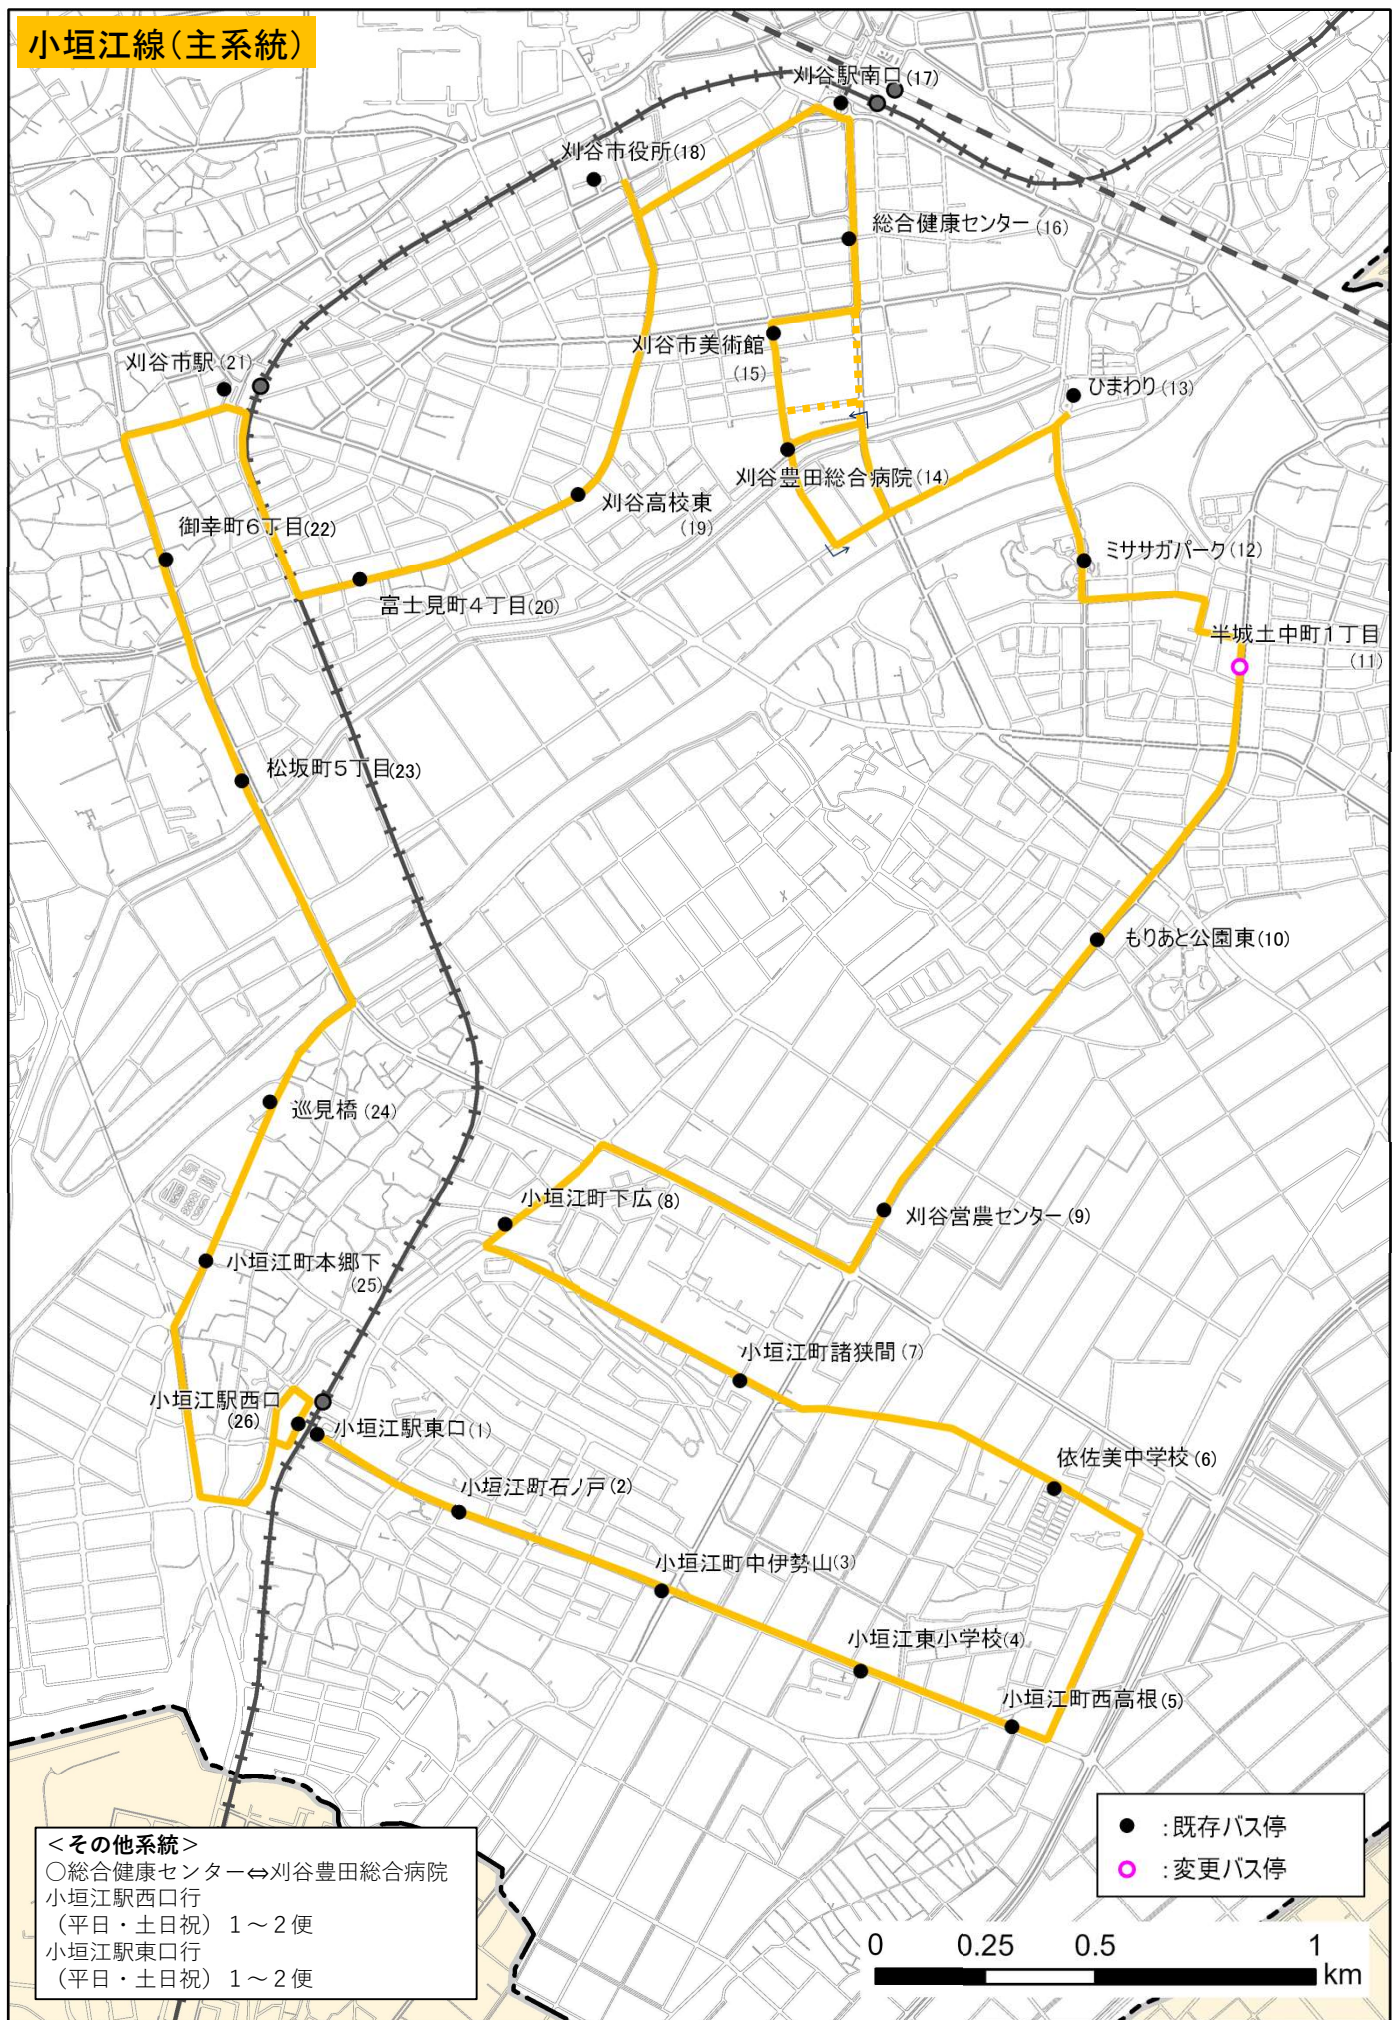 小垣江線(主系統)
刈谷駅南口(17)
刈谷市役所(18)
総合健康センター(16)
刈谷市美術館
(15)
刈谷市駅(21)
ひまわり(13)
刈谷豊田総合病院(14)
刈谷高校東
(19)
御幸町6丁目(22)
ミササガパーク(12)
富士見町4丁目(20)
半城土中町1丁目
(11)
松坂町5丁目(23)
もりあと公園東(10)
巡見橋(24)
小垣江町下広(8)
刈谷営農センター(9)
小垣江町本郷下
(25)
小垣江町諸狭間(7)
小垣江駅西口
(26)
小垣江駅東口(1)
依佐美中学校(6)
小垣江町石ノ戸(2)
小垣江町中伊勢山(3)
小垣江東小学校(4)
小垣江町西高根(5)
<その他系統>
○総合健康センター⇔刈谷豊田総合病院
小垣江駅西口行
(平日・土日祝)1~2便
小垣江駅東口行
(平日・土日祝)1~2便
:既存バス停
:変更バス停
0 0.25 0.5 1
km